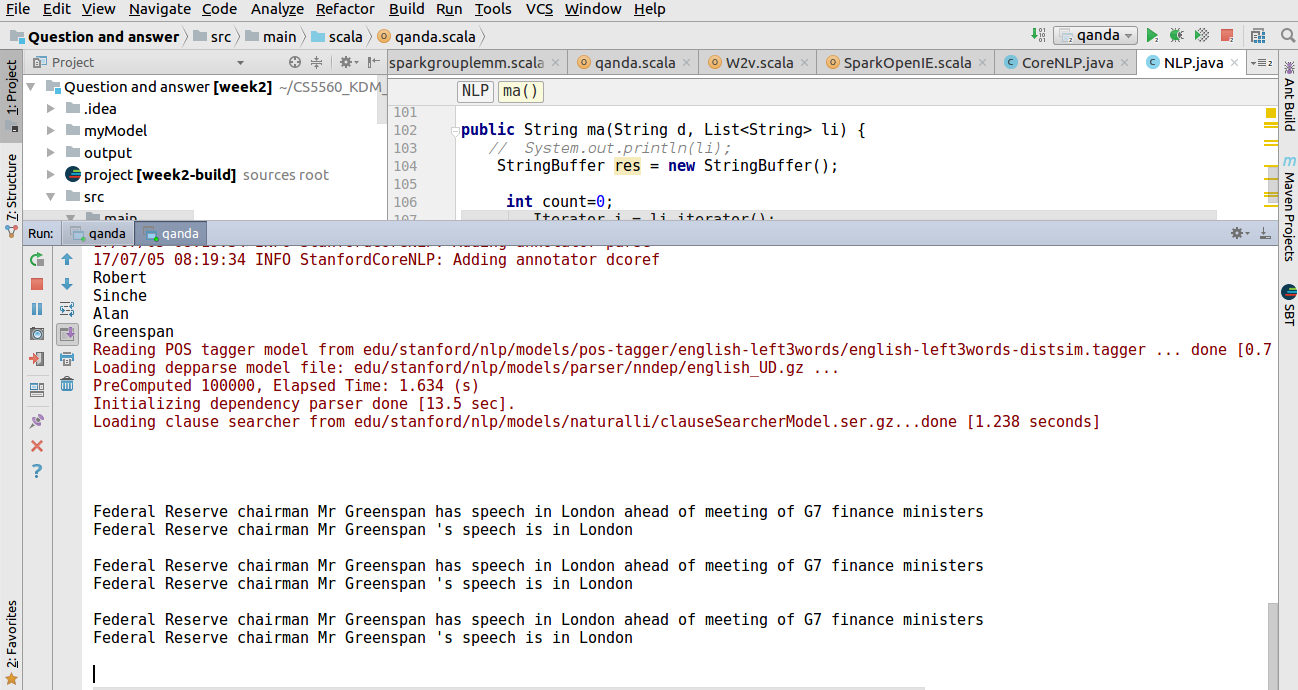 File Edit View Navigate Code Analyze Refactor Build Run Tools VCS Window Help
Question and answer src main scala qanda.scala qanda
1: Project
Project
sparkgrouplemm.scala qanda.scala W2v.scala SparkOpenIE.scala CoreNLP.java NLP.java
Question and answer [week2] ~/CS5560_KDM_
.idea
myModel
output
project [week2-build] sources root
src
main
NLP ma()
101
102 public String ma(String d, List<String> li) {
103 // System.out.println(li);
104 StringBuffer res = new StringBuffer();
105
106 int count=0;
107 Iterator i = li.iterator();
Ant Build
Maven Projects
SBT
7: Structure
2: Favorites
Run: qanda qanda
17/07/05 08:19:34 INFO StanfordCoreNLP: Adding annotator dcoref
Robert
Sinche
Alan
Greenspan
Reading POS tagger model from edu/stanford/nlp/models/pos-tagger/english-left3words/english-left3words-distsim.tagger ... done [0.7
Loading depparse model file: edu/stanford/nlp/models/parser/nndep/english_UD.gz ...
PreComputed 100000, Elapsed Time: 1.634 (s)
Initializing dependency parser done [13.5 sec].
Loading clause searcher from edu/stanford/nlp/models/naturalli/clauseSearcherModel.ser.gz...done [1.238 seconds]
Federal Reserve chairman Mr Greenspan has speech in London ahead of meeting of G7 finance ministers
Federal Reserve chairman Mr Greenspan 's speech is in London
Federal Reserve chairman Mr Greenspan has speech in London ahead of meeting of G7 finance ministers
Federal Reserve chairman Mr Greenspan 's speech is in London
Federal Reserve chairman Mr Greenspan has speech in London ahead of meeting of G7 finance ministers
Federal Reserve chairman Mr Greenspan 's speech is in London